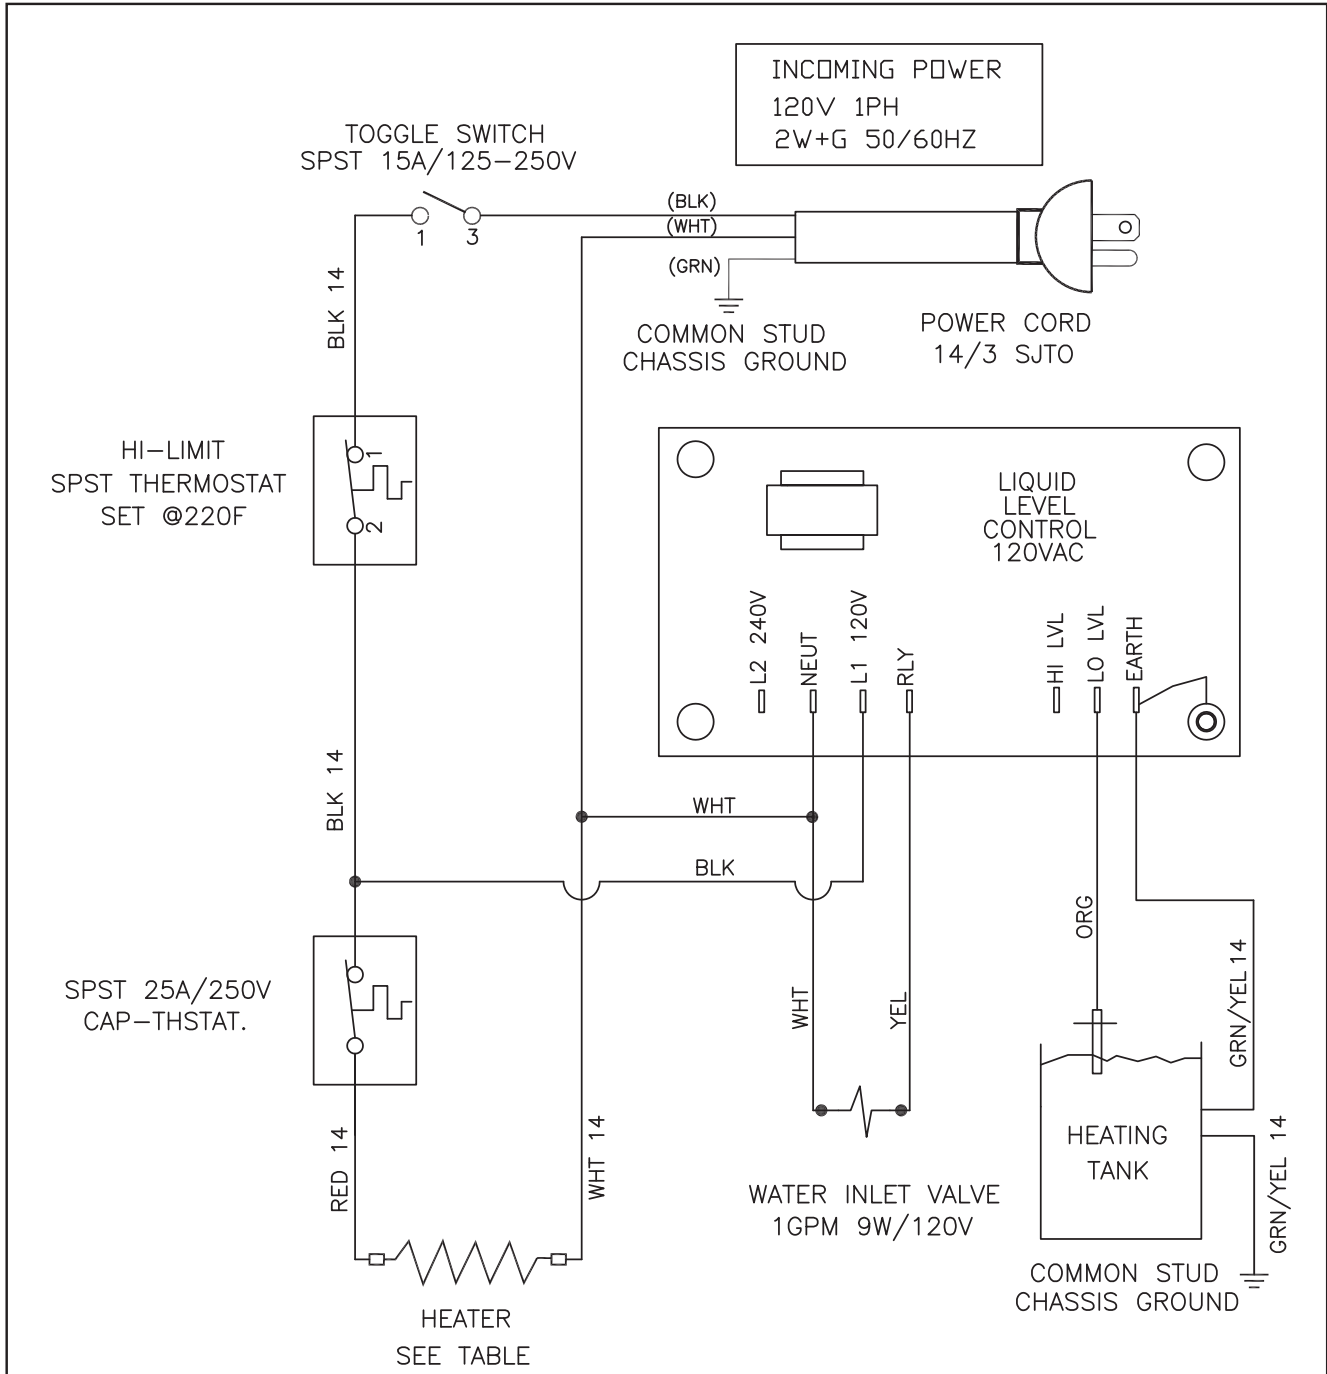 INCOMING POWER
120V 1PH
2W+G 50/60HZ
TOGGLE SWITCH
SPST 15A/125-250V
1
3
(BLK)
(WHT)
(GRN)
COMMON STUD
CHASSIS GROUND
POWER CORD
14/3 SJTO
BLK 14
HI-LIMIT
SPST THERMOSTAT
SET @220F
1
2
LIQUID
LEVEL
CONTROL
120VAC
L2 240V
NEUT
L1 120V
RLY
HI LVL
LO LVL
EARTH
BLK 14
WHT
BLK
SPST 25A/250V
CAP-THSTAT.
WHT
YEL
ORG
GRN/YEL 14
RED 14
WHT 14
HEATING
TANK
GRN/YEL 14
WATER INLET VALVE
1GPM 9W/120V
COMMON STUD
CHASSIS GROUND
HEATER
SEE TABLE